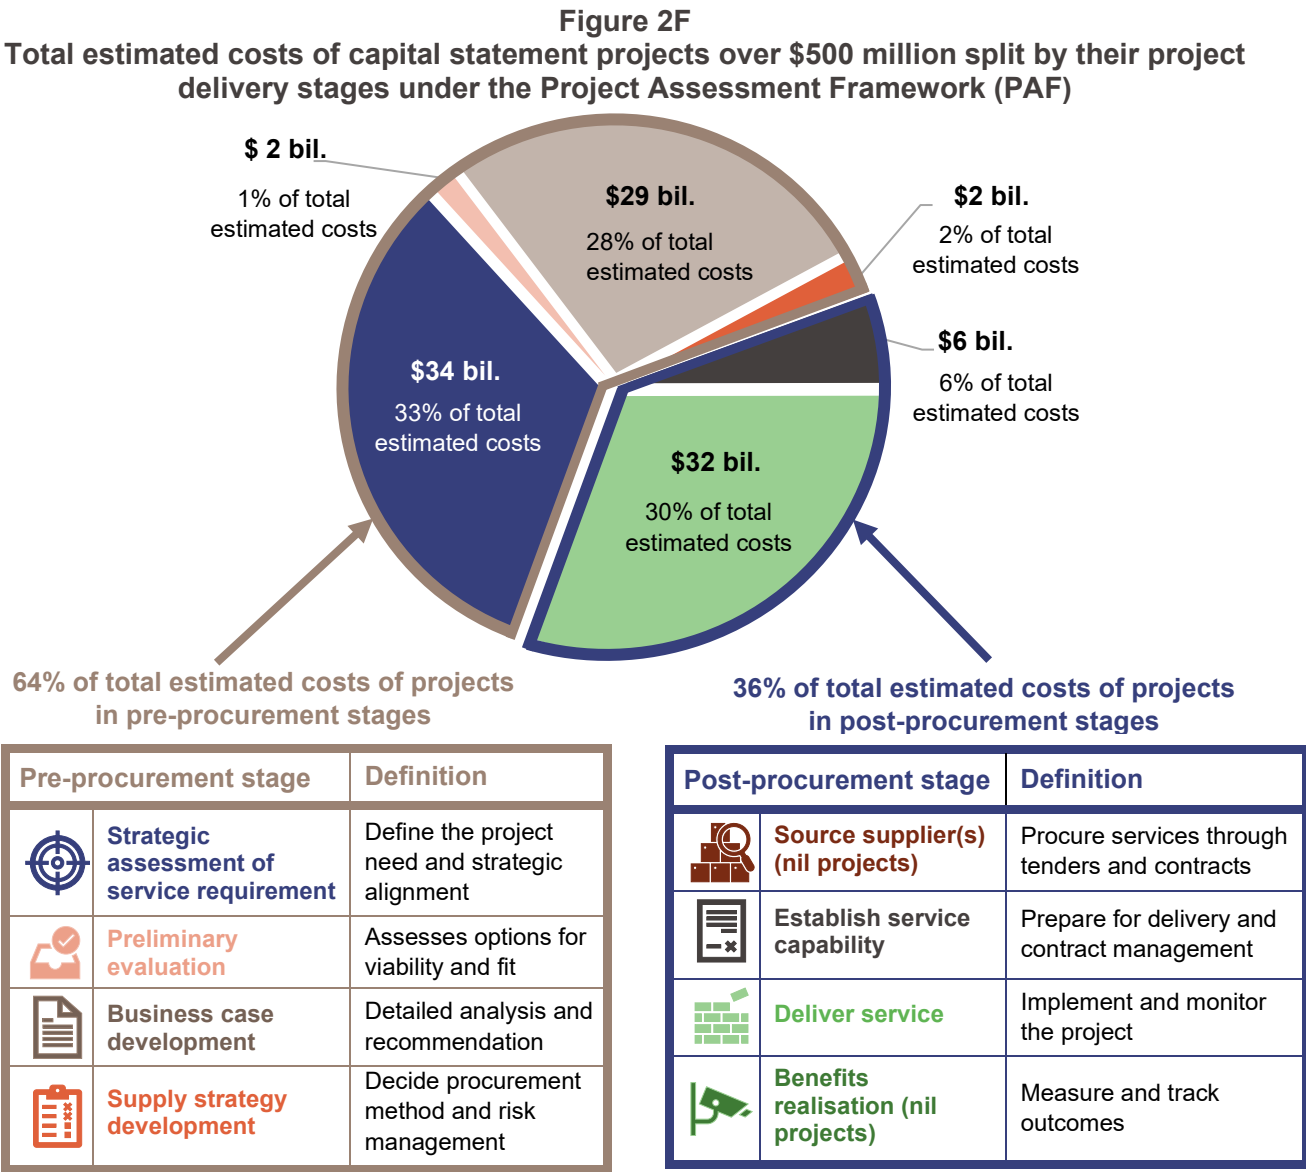 Figure 2F
Total estimated costs of capital statement projects over $500 million split by their project
delivery stages under the Project Assessment Framework (PAF)
$ 2 bil.
1% of total
estimated costs
$29 bil.
28% of total
estimated costs
$2 bil.
2% of total
estimated costs
$6 bil.
6% of total
estimated costs
$34 bil.
33% of total
estimated costs
$32 bil.
30% of total
estimated costs
64% of total estimated costs of projects
in pre-procurement stages
36% of total estimated costs of projects
in post-procurement stages
Pre-procurement stage
Definition
Strategic
assessment of
service requirement
Define the project
need and strategic
alignment
Preliminary
evaluation
Assesses options for
viability and fit
Business case
development
Detailed analysis and
recommendation
Supply strategy
development
Decide procurement
method and risk
management
Post-procurement stage
Definition
Source supplier(s)
(nil projects)
Procure services through
tenders and contracts
Establish service
capability
Prepare for delivery and
contract management
Deliver service
Implement and monitor
the project
Benefits
realisation (nil
projects)
Measure and track
outcomes